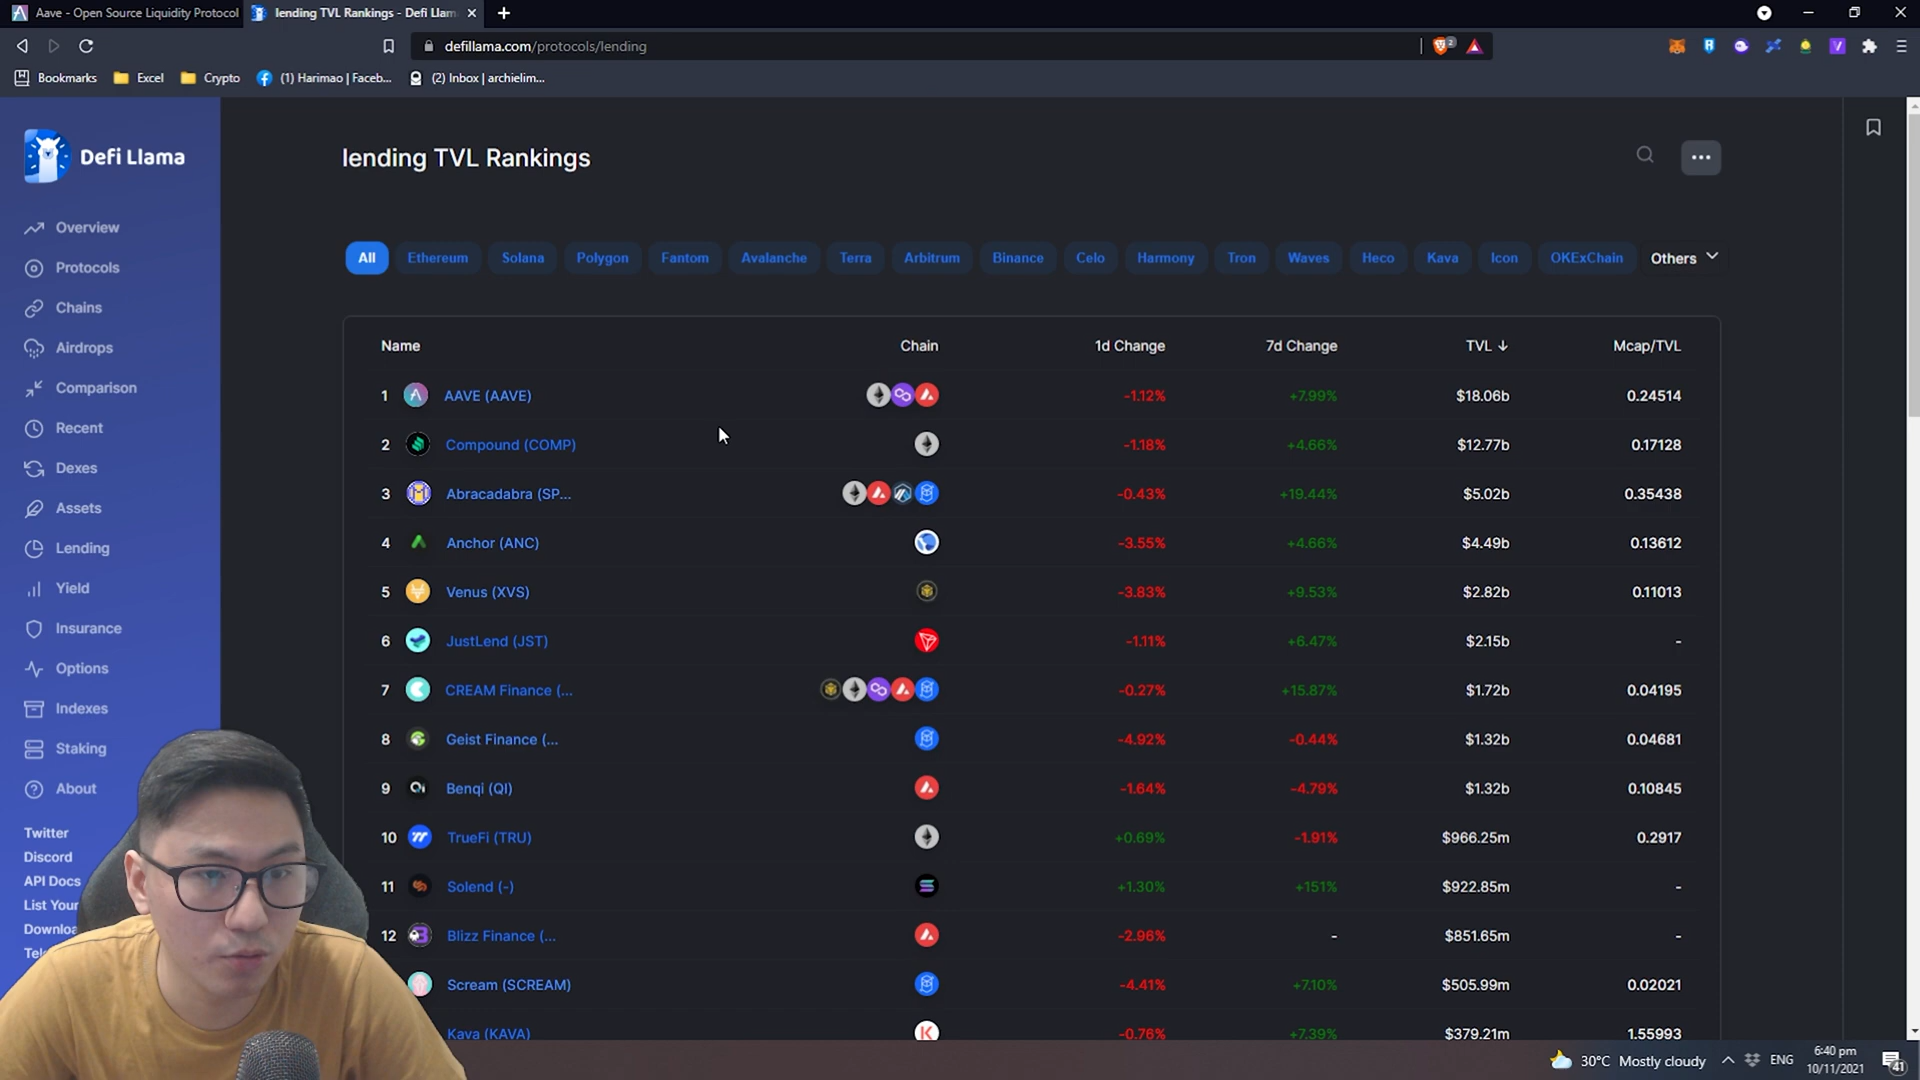 Aave - Open Source Liquidity Protocol
lending TVL Rankings - Defi Llam
defillama.com/protocols/lending
2
Bookmarks Excel Crypto (1) Harimao | Faceb... (2) Inbox | archielim...
Defi Llama
Overview
Protocols
Chains
Airdrops
Comparison
Recent
Dexes
Assets
Lending
Yield
Insurance
Options
Indexes
Staking
About
Twitter
Discord
API Docs
List Your
Downloa
Tel
lending TVL Rankings
All Ethereum Solana Polygon Fantom Avalanche Terra Arbitrum Binance Celo Harmony Tron Waves Heco Kava Icon OKExChain Others
Name Chain 1d Change 7d Change TVL ↓ Mcap/TVL
1 AAVE (AAVE) -1.12% +7.99% $18.06b 0.24514
2 Compound (COMP) -1.18% +4.66% $12.77b 0.17128
3 Abracadabra (SP... -0.43% +19.44% $5.02b 0.35438
4 Anchor (ANC) -3.55% +4.66% $4.49b 0.13612
5 Venus (XVS) -3.83% +9.53% $2.82b 0.11013
6 JustLend (JST) -1.11% +6.47% $2.15b -
7 CREAM Finance (... -0.27% +15.87% $1.72b 0.04195
8 Geist Finance (... -4.92% -0.44% $1.32b 0.04681
9 Benqi (QI) -1.64% -4.79% $1.32b 0.10845
10 TrueFi (TRU) +0.69% -1.91% $966.25m 0.2917
11 Solend (-) +1.30% +151% $922.85m -
12 Blizz Finance (... -2.96% - $851.65m -
Scream (SCREAM) -4.41% +7.10% $505.99m 0.02021
Kava (KAVA) -0.76% +7.39% $379.21m 1.55993
30°C Mostly cloudy ENG 6:40 pm
10/11/2021
41